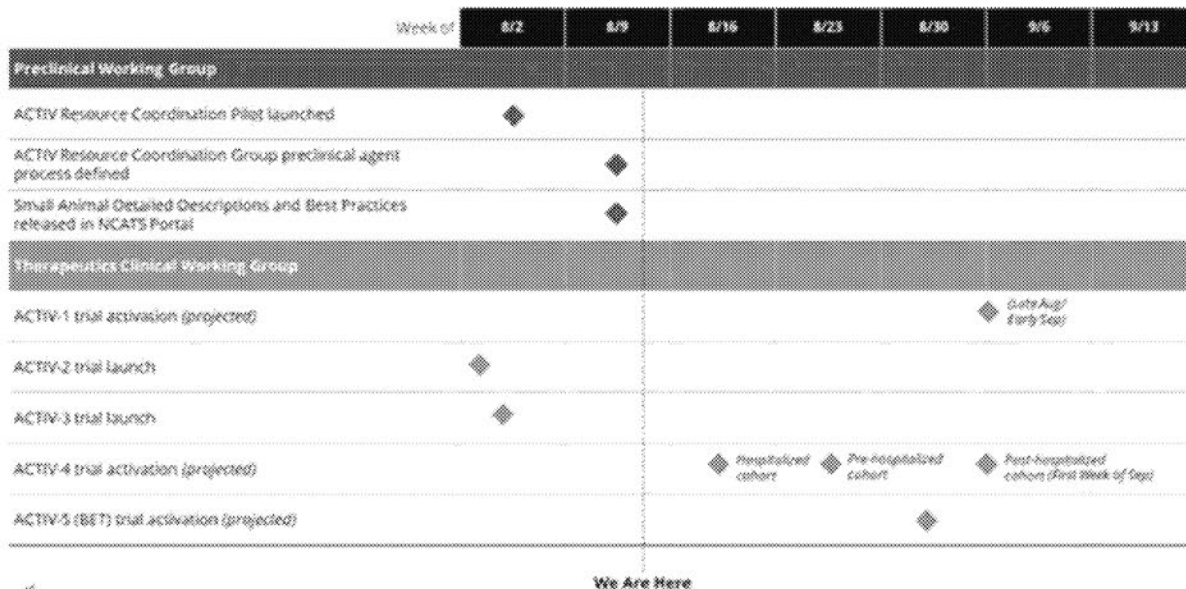 Week of 8/2 8/9 8/16 8/23 8/30 9/6 9/13
Preclinical Working Group
ACTIV Resource Coordination Pilot launched
ACTIV Resource Coordination Group preclinical agent
process defined
Small Animal Detailed Descriptions and Best Practices
released in NCATS Portal
Therapeutics Clinical Working Group
ACTIV-1 trial activation (projected)
(Late Aug/
Early Sep)
ACTIV-2 trial launch
ACTIV-3 trial launch
ACTIV-4 trial activation (projected)
Hospitalized
cohort
Pre-hospitalized
cohort
Post-hospitalized
cohort (First Week of Sep)
ACTIV-5 (BET) trial activation (projected)
We Are Here